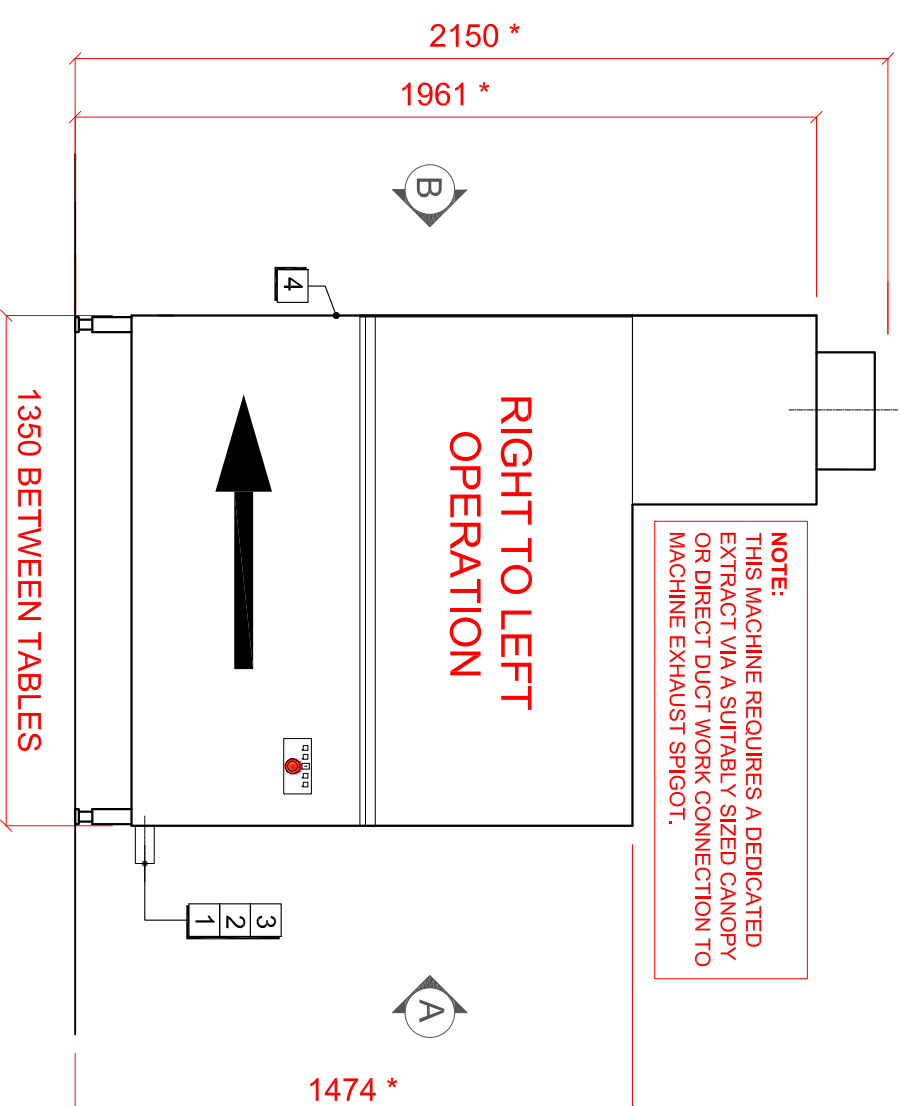 2150 *
1961 *
B
4
RIGHT TO LEFT
OPERATION
NOTE:
THIS MACHINE REQUIRES A DEDICATED
EXTRACT VIA A SUITABLY SIZED CANOPY
OR DIRECT DUCT WORK CONNECTION TO
MACHINE EXHAUST SPIGOT.
1350 BETWEEN TABLES
3
2
1
A
1474 *